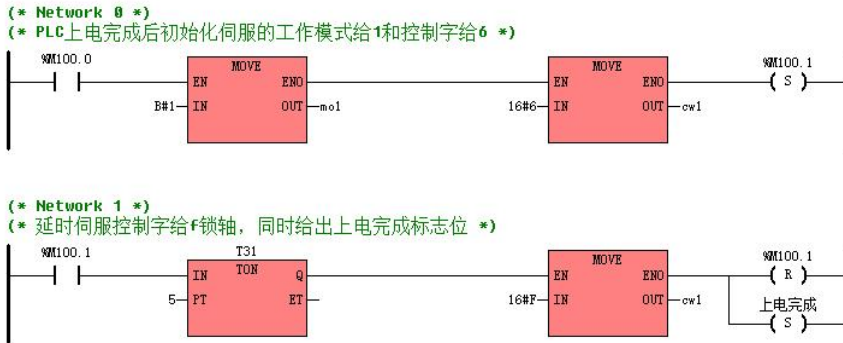 (* Network 0 *)
(* PLC上电完成后初始化伺服的工作模式给1和控制字给6 *)
%M100.0 MOVE MOVE %M100.1
EN ENO EN ENO S
B#1 IN OUT mo1 16#6 IN OUT cw1
(* Network 1 *)
(* 延时伺服控制字给f锁轴，同时给出上电完成标志位 *)
%M100.1 T31 MOVE %M100.1
TON
IN Q EN ENO R
5 PT ET 16#F IN OUT cw1 上电完成
S